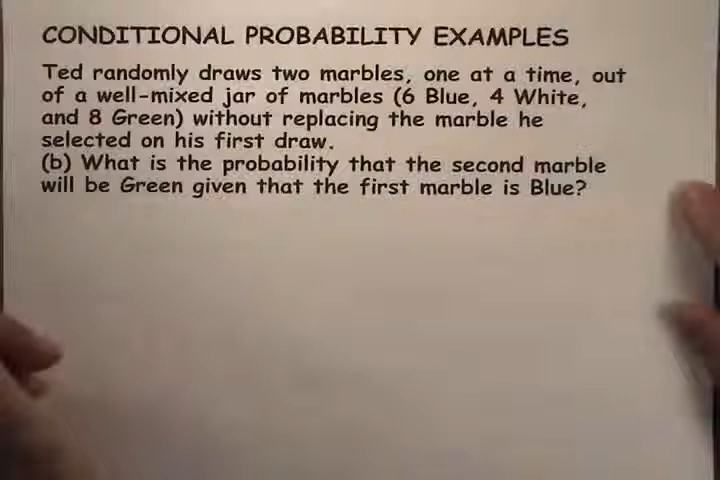 CONDITIONAL PROBABILITY EXAMPLES
Ted randomly draws two marbles, one at a time, out
of a well-mixed jar of marbles (6 Blue, 4 White,
and 8 Green) without replacing the marble he
selected on his first draw.
(b) What is the probability that the second marble
will be Green given that the first marble is Blue?